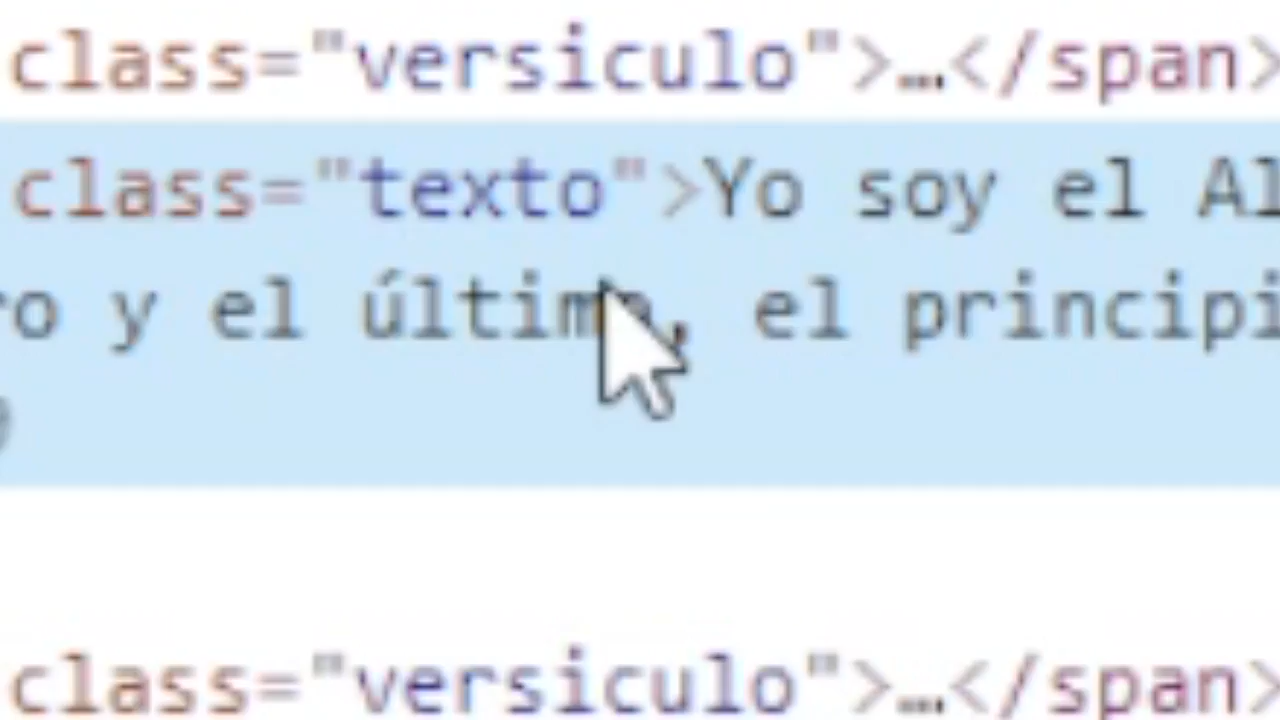 class="versiculo">…</span>
class="texto">Yo soy el Al
ro y el último, el principi
class="versiculo">…</span>